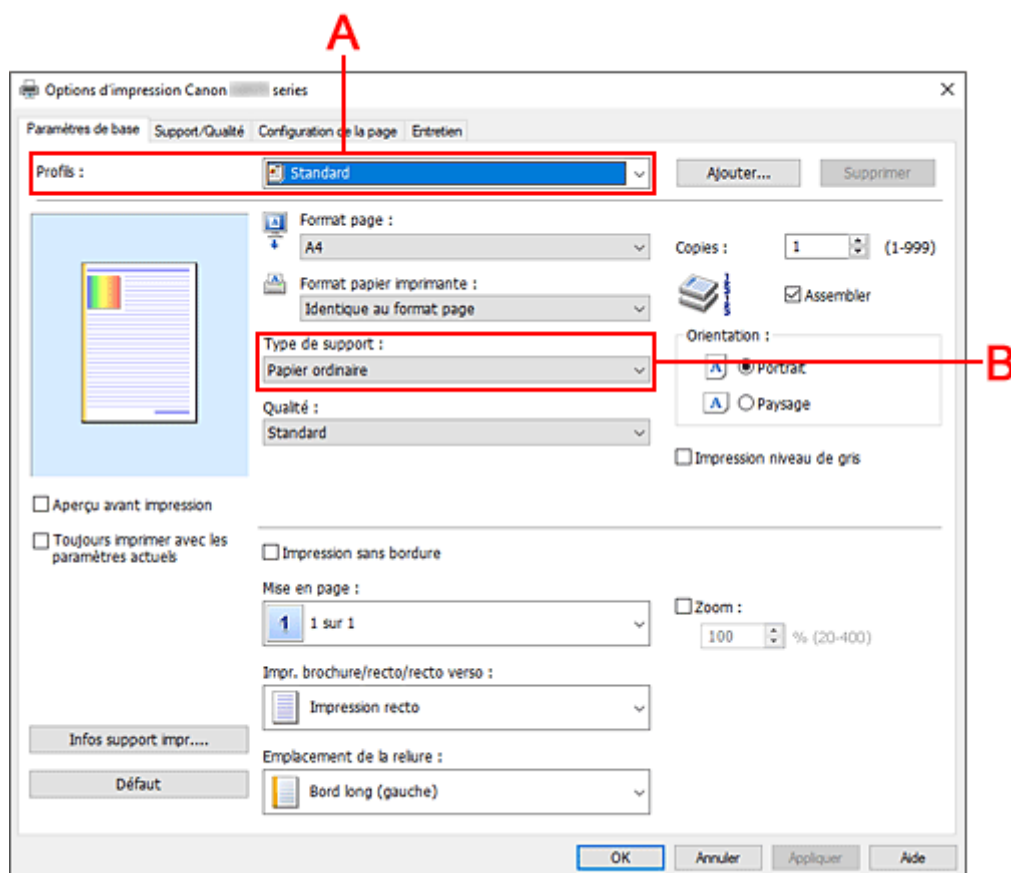 A
Options d'impression Canon series
Paramètres de base Support/Qualité Configuration de la page Entretien
Profils : Standard Ajouter... Supprimer
Format page :
A4
Copies : 1 (1-999)
Format papier imprimante :
Identique au format page
Assembler
Type de support :
Papier ordinaire
B
Orientation :
Portrait
Paysage
Qualité :
Standard
Impression niveau de gris
Aperçu avant impression
Toujours imprimer avec les
paramètres actuels
Impression sans bordure
Mise en page :
1 sur 1
Zoom :
100 % (20-400)
Impr. brochure/recto/recto verso :
Impression recto
Infos support impr....
Emplacement de la reliure :
Défaut
Bord long (gauche)
OK Annuler Appliquer Aide